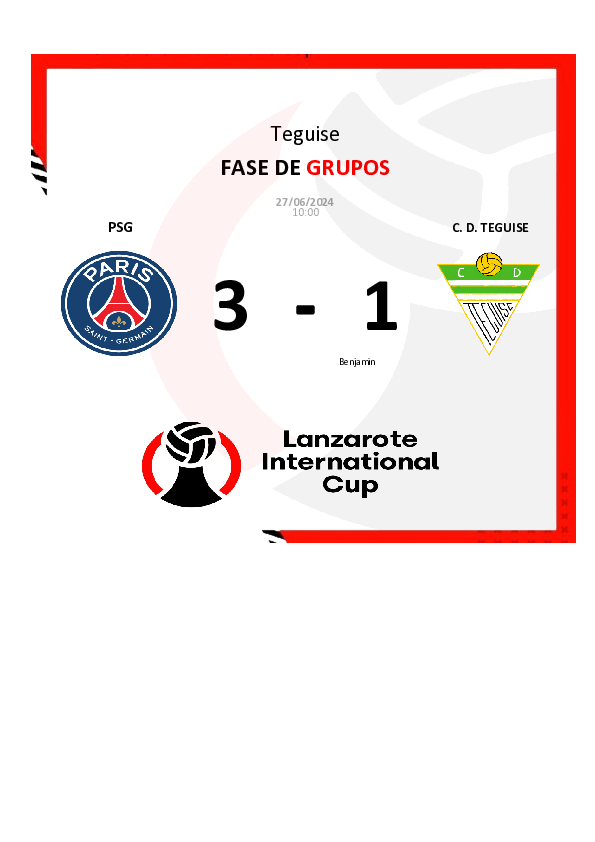 Teguise
FASE DE GRUPOS
27/06/2024
10:00
PSG
C. D. TEGUISE
PARIS
SAINT - GERMAIN
C D
TEGUISE
3 - 1
Benjamin
Lanzarote
International
Cup